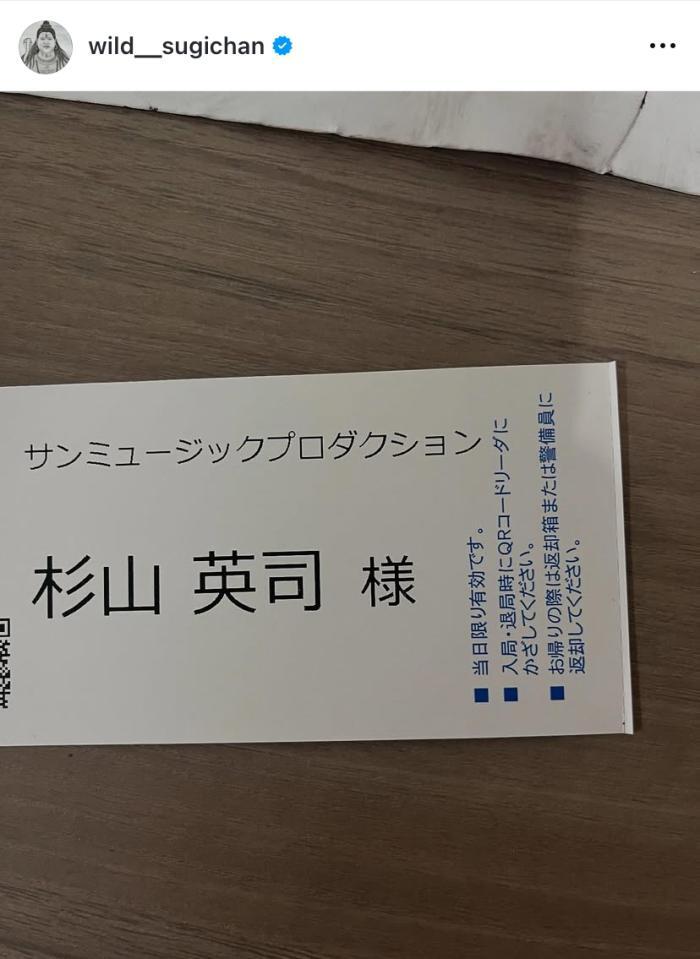 wild__sugichan
サンミュージックプロダクション
杉山 英司 様
■ 当日限り有効です。
■ 入局・退局時にQRコードリーダに
かざしてください。
■ お帰りの際は返却箱または警備員に
返却してください。